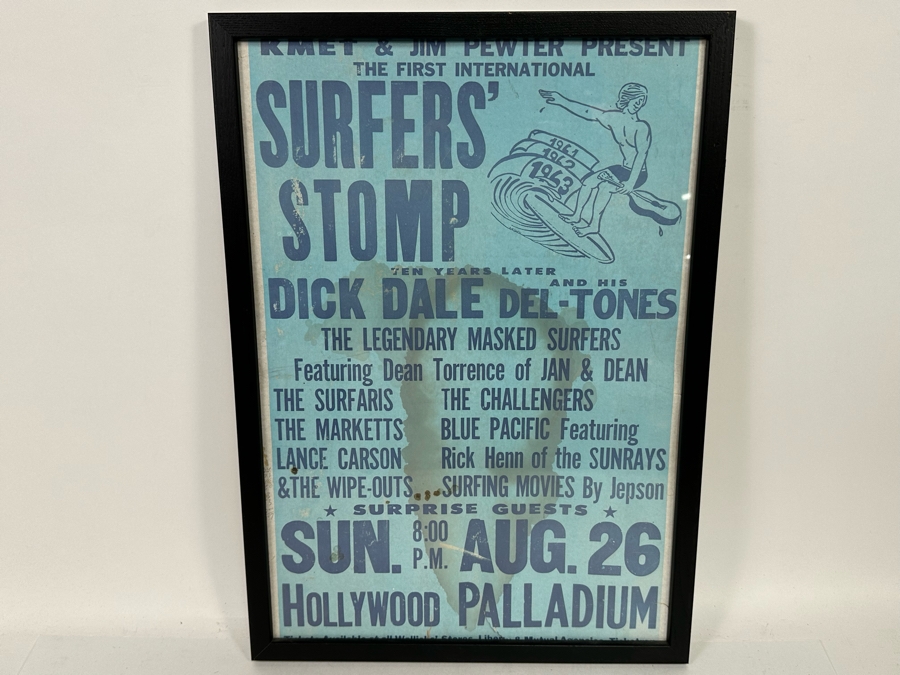 KMET & JIM PEWTER PRESENT
THE FIRST INTERNATIONAL
SURFERS'
STOMP
1961
1962
1963
TEN YEARS LATER
DICK DALE AND HIS DEL-TONES
THE LEGENDARY MASKED SURFERS
Featuring Dean Torrence of JAN & DEAN
THE SURFARIS THE CHALLENGERS
THE MARKETTS BLUE PACIFIC Featuring
LANCE CARSON Rick Henn of the SUNRAYS
& THE WIPE-OUTS... SURFING MOVIES By Jepson
★ SURPRISE GUESTS ★
SUN. 8:00 P.M. AUG. 26
HOLLYWOOD PALLADIUM